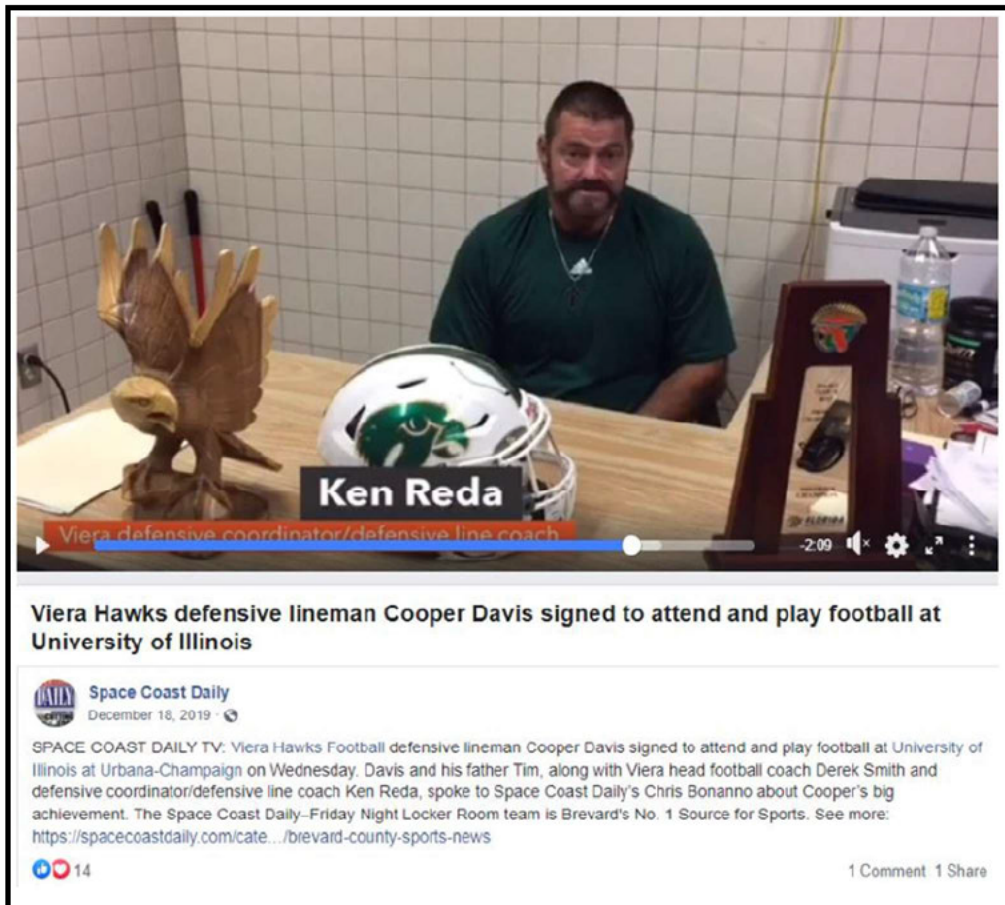 Ken Reda
Viera defensive coordinator/defensive line coach
-2:09
FLORIDA
Viera Hawks defensive lineman Cooper Davis signed to attend and play football at
University of Illinois
DAILY
Space Coast Daily
December 18, 2019 ·
SPACE COAST DAILY TV: Viera Hawks Football defensive lineman Cooper Davis signed to attend and play football at University of
Illinois at Urbana-Champaign on Wednesday. Davis and his father Tim, along with Viera head football coach Derek Smith and
defensive coordinator/defensive line coach Ken Reda, spoke to Space Coast Daily's Chris Bonanno about Cooper's big
achievement. The Space Coast Daily–Friday Night Locker Room team is Brevard's No. 1 Source for Sports. See more:
https://spacecoastdaily.com/cate.../brevard-county-sports-news
14
1 Comment 1 Share